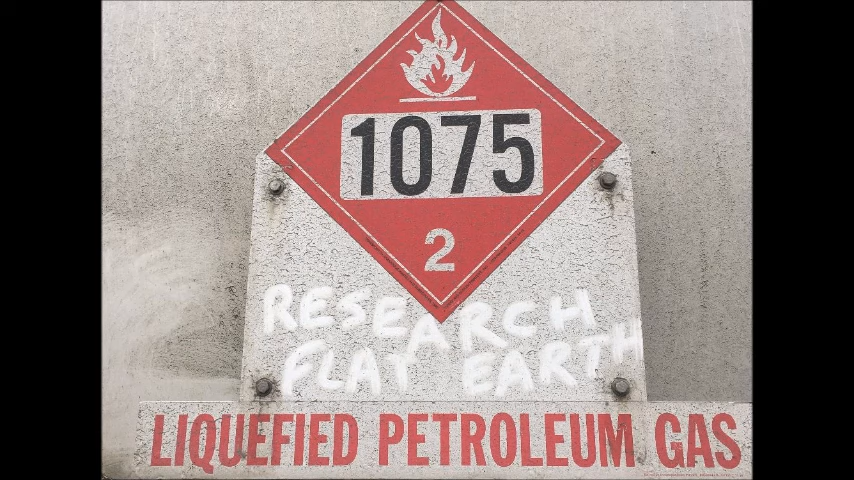 1075
2
RESEARCH
FLAT EARTH
LIQUEFIED PETROLEUM GAS